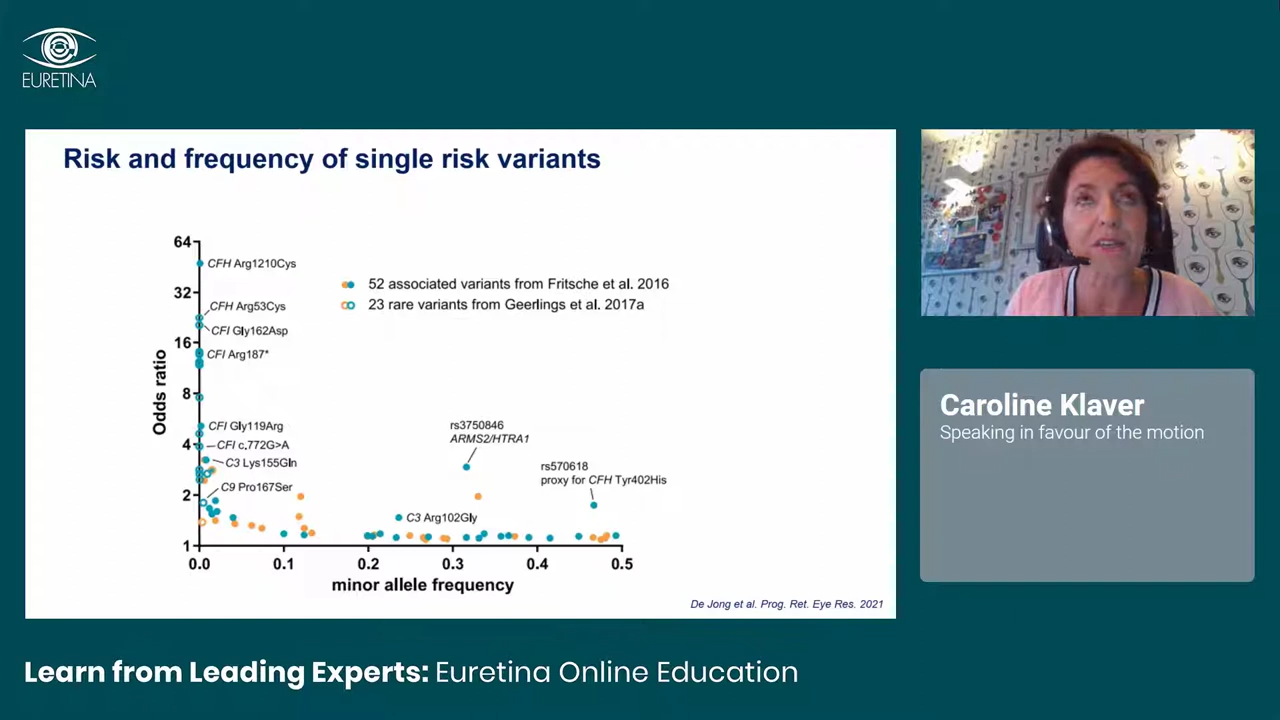 EURETINA
Risk and frequency of single risk variants
64
32
16
8
4
2
1
Odds ratio
CFH Arg1210Cys
CFH Arg53Cys
CFI Gly162Asp
CFI Arg187*
CFI Gly119Arg
CFI c.772G>A
C3 Lys155Gln
C9 Pro167Ser
52 associated variants from Fritsche et al. 2016
23 rare variants from Geerlings et al. 2017a
rs3750846
ARMS2/HTRA1
rs570618
proxy for CFH Tyr402His
C3 Arg102Gly
0.0 0.1 0.2 0.3 0.4 0.5
minor allele frequency
De Jong et al. Prog. Ret. Eye Res. 2021
Caroline Klaver
Speaking in favour of the motion
Learn from Leading Experts: Euretina Online Education